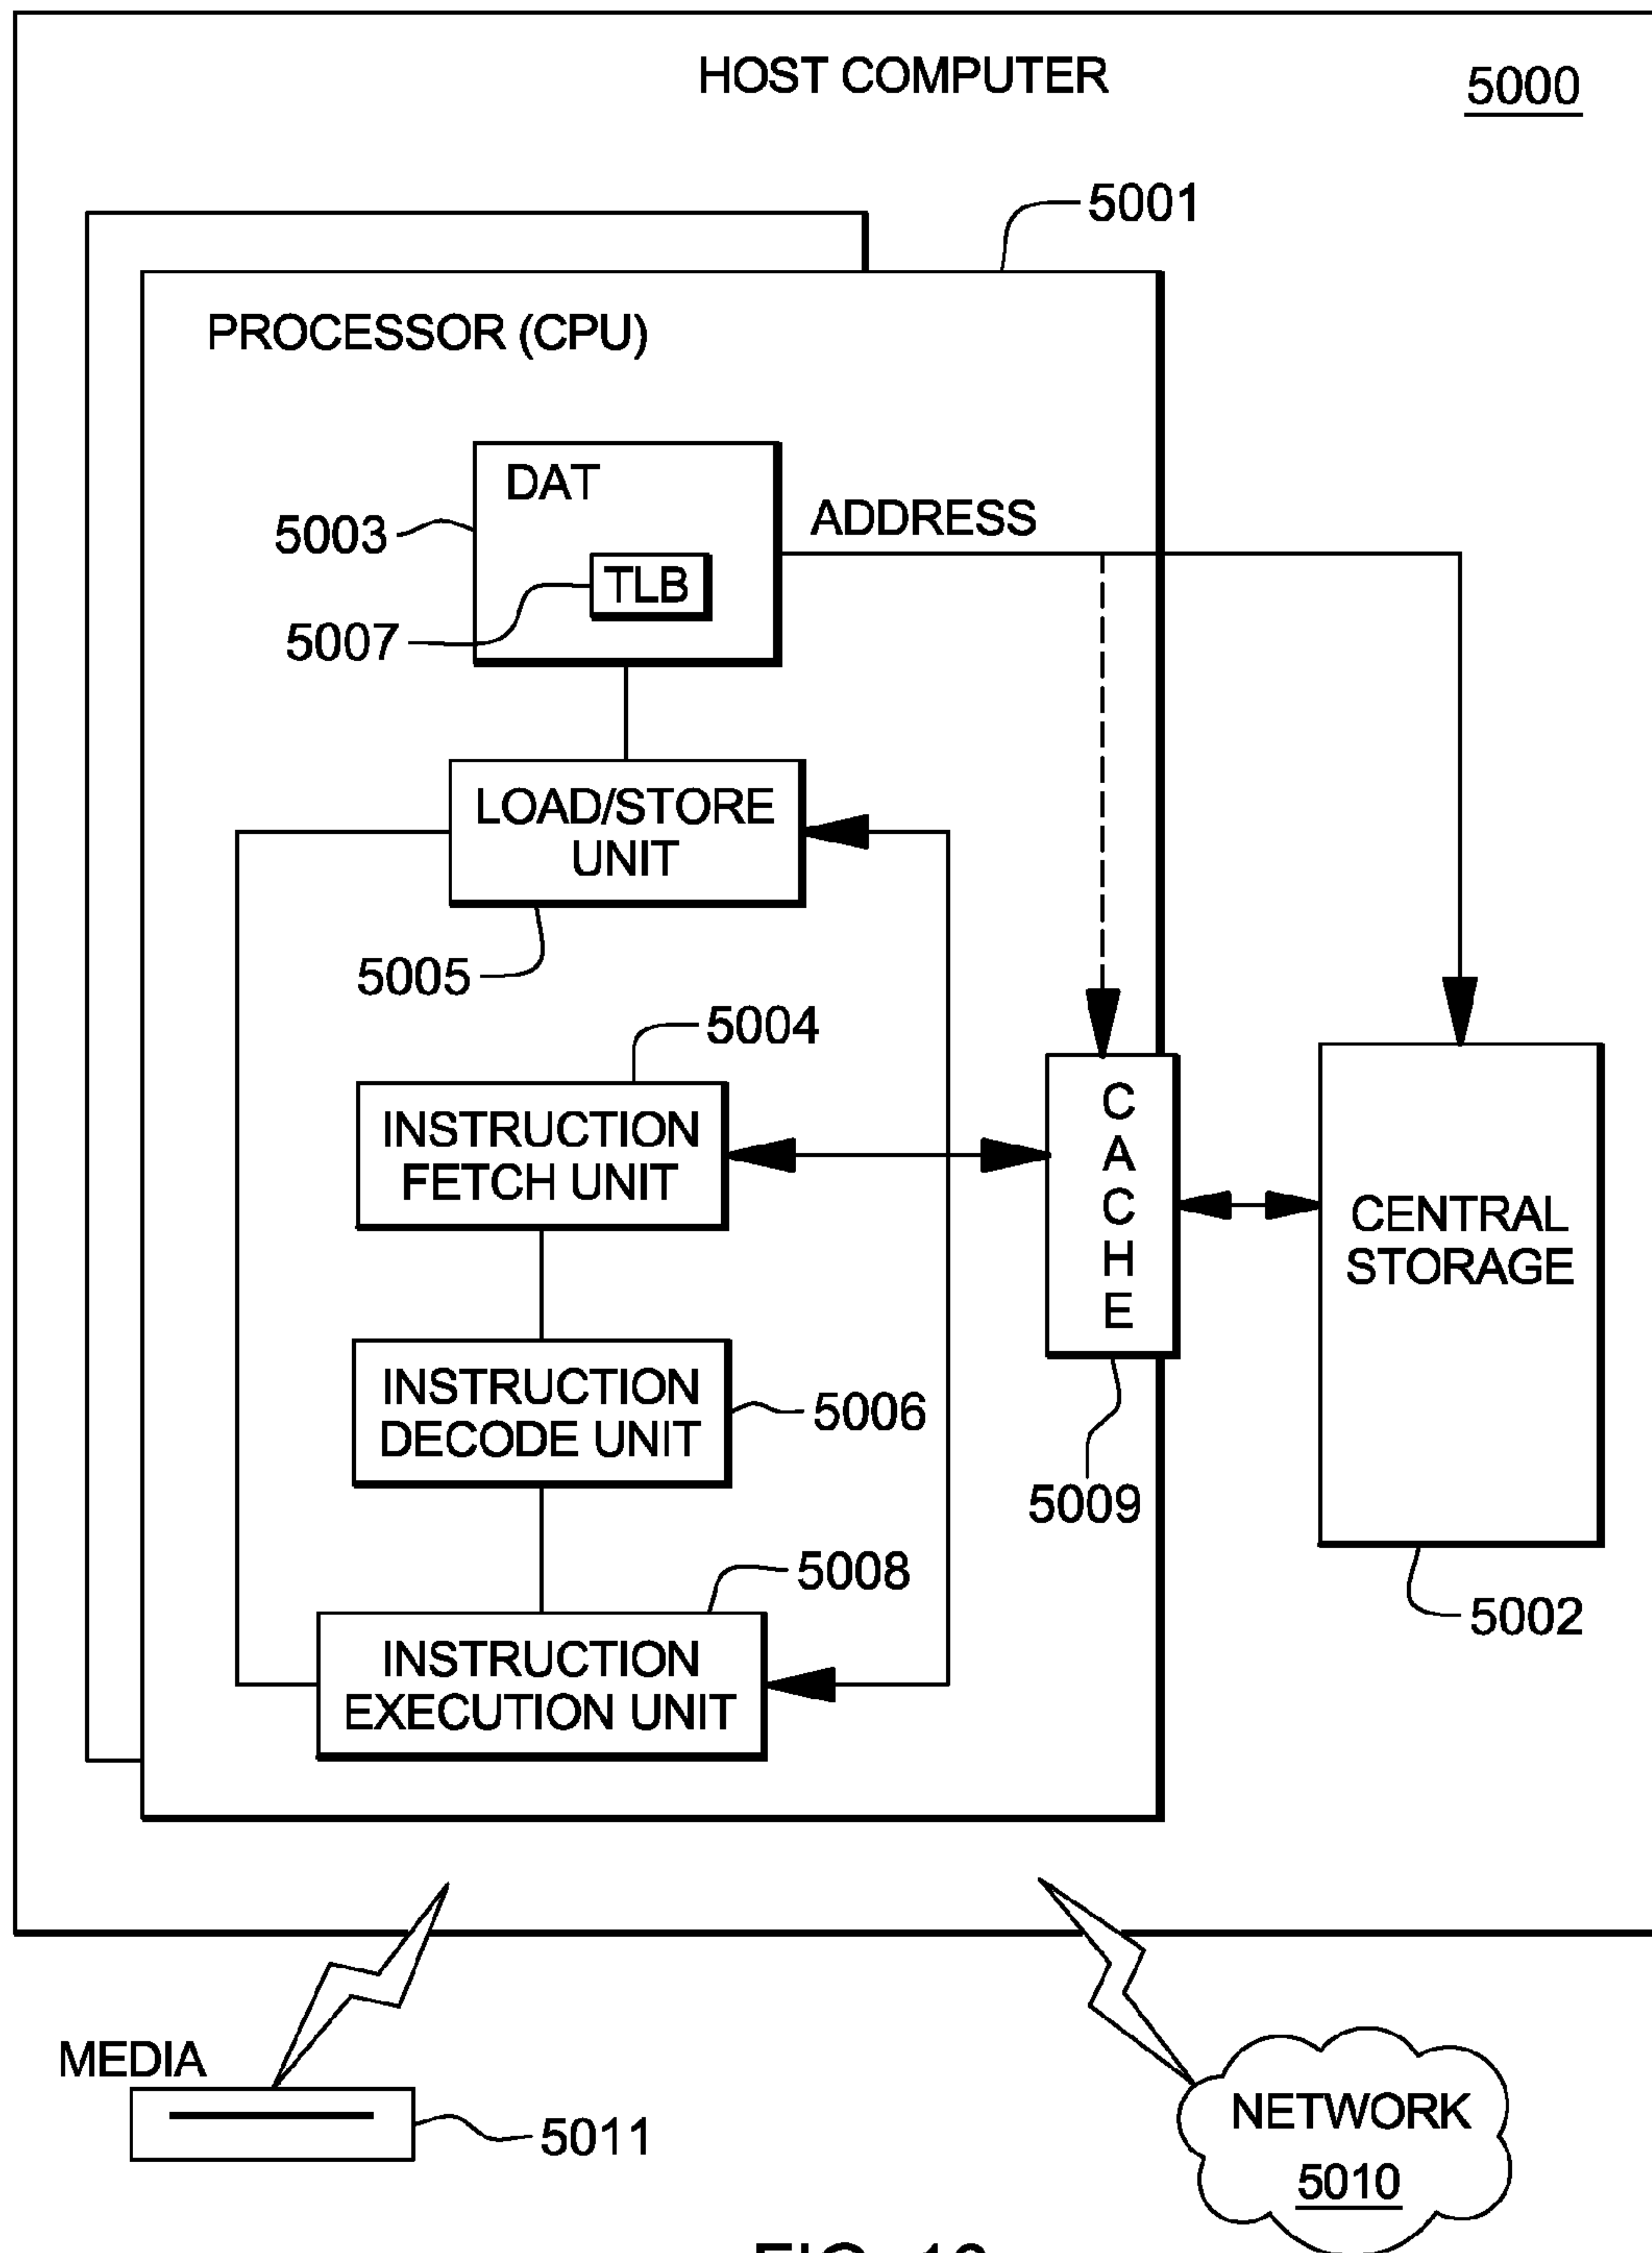 HOST COMPUTER
5000
5001
PROCESSOR (CPU)
DAT
ADDRESS
5003
TLB
5007
LOAD/STORE
UNIT
5005
5004
INSTRUCTION
FETCH UNIT
CACHE
CENTRAL
STORAGE
INSTRUCTION
DECODE UNIT
5006
5009
5008
5002
INSTRUCTION
EXECUTION UNIT
MEDIA
5011
NETWORK
5010